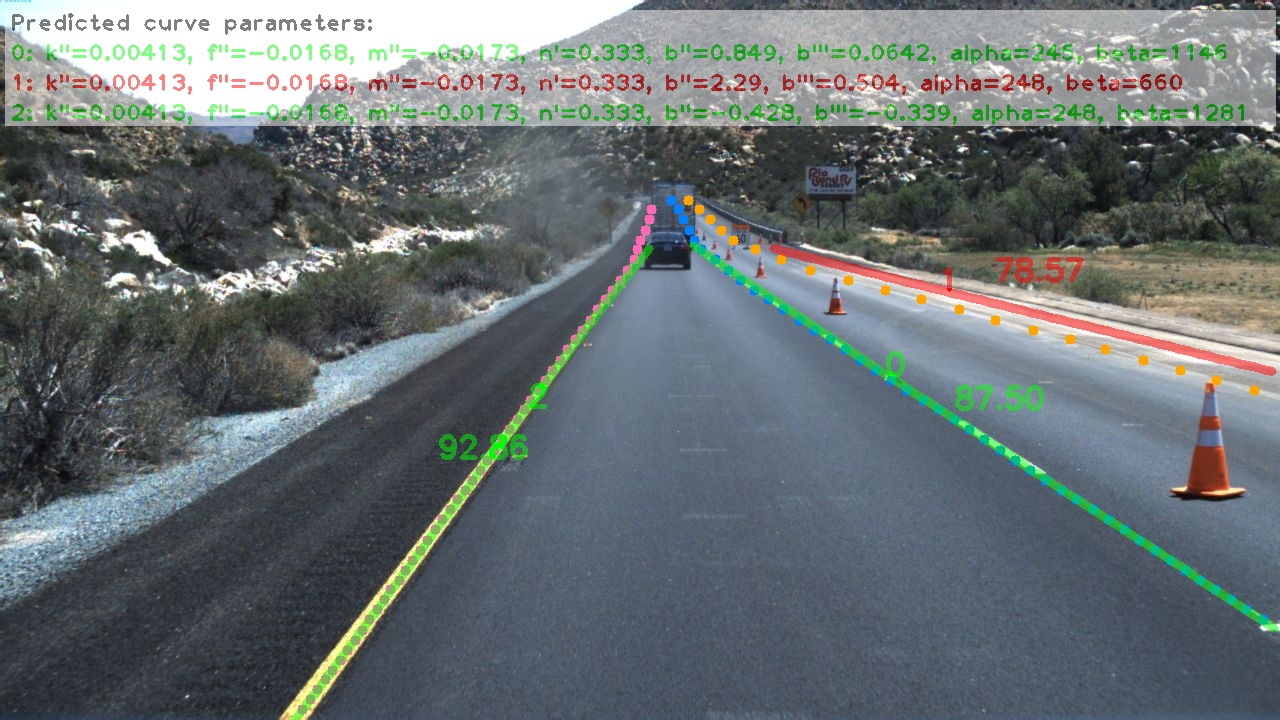 Predicted curve parameters:
0: k''=0.00413, f''=-0.0168, m''=-0.0173, n'=0.333, b''=0.849, b'''=0.0642, alpha=245, beta=1146
1: k''=0.00413, f''=-0.0168, m''=-0.0173, n'=0.333, b''=2.29, b'''=0.504, alpha=248, beta=660
2: k''=0.00413, f''=-0.0168, m''=-0.0173, n'=0.333, b''=-0.428, b'''=-0.339, alpha=248, beta=1281
Rio
Bend RV
1
78.57
0
87.50
2
92.86